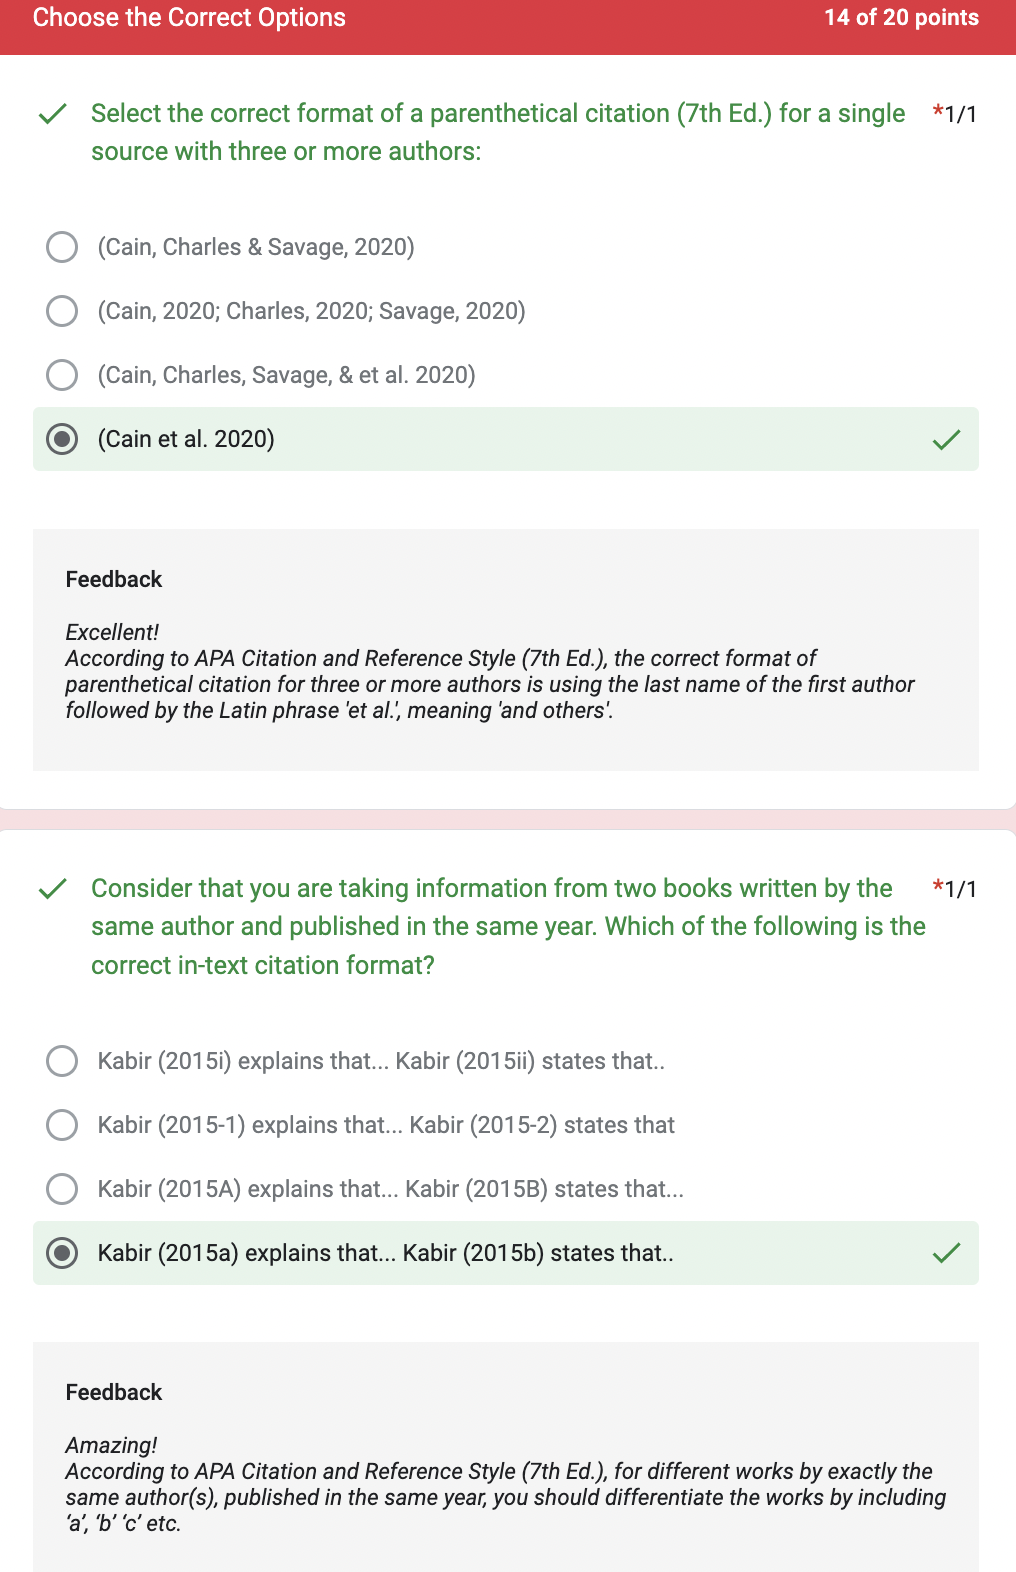 Choose the Correct Options
14 of 20 points
Select the correct format of a parenthetical citation (7th Ed.) for a single
*1/1
source with three or more authors:
(Cain, Charles & Savage, 2020)
(Cain, 2020; Charles, 2020; Savage, 2020)
(Cain, Charles, Savage, & et al. 2020)
(Cain et al. 2020)
Feedback
Excellent!
According to APA Citation and Reference Style (7th Ed.), the correct format of
parenthetical citation for three or more authors is using the last name of the first author
followed by the Latin phrase 'et al.', meaning 'and others'.
Consider that you are taking information from two books written by the
*1/1
same author and published in the same year. Which of the following is the
correct in-text citation format?
Kabir (2015i) explains that... Kabir (2015ii) states that..
Kabir (2015-1) explains that... Kabir (2015-2) states that
Kabir (2015A) explains that... Kabir (2015B) states that...
Kabir (2015a) explains that... Kabir (2015b) states that..
Feedback
Amazing!
According to APA Citation and Reference Style (7th Ed.), for different works by exactly the
same author(s), published in the same year, you should differentiate the works by including
‘a’, ‘b’ ‘c’ etc.